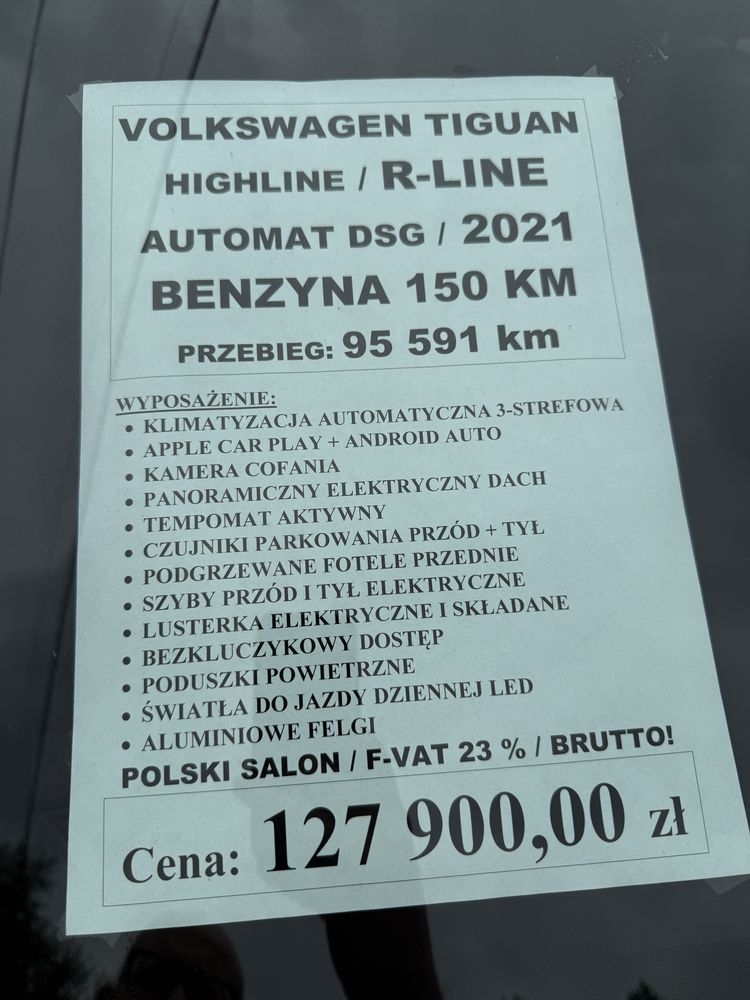 VOLKSWAGEN TIGUAN
HIGHLINE / R-LINE
AUTOMAT DSG / 2021
BENZYNA 150 KM
PRZEBIEG: 95 591 km
WYPOSAŻENIE:
• KLIMATYZACJA AUTOMATYCZNA 3-STREFOWA
• APPLE CAR PLAY + ANDROID AUTO
• KAMERA COFANIA
• PANORAMICZNY ELEKTRYCZNY DACH
• TEMPOMAT AKTYWNY
• CZUJNIKI PARKOWANIA PRZÓD + TYŁ
• PODGRZEWANE FOTELE PRZEDNIE
• SZYBY PRZÓD I TYŁ ELEKTRYCZNE
• LUSTERKA ELEKTRYCZNE I SKŁADANE
• BEZKLUCZYKOWY DOSTĘP
• PODUSZKI POWIETRZNE
• ŚWIATŁA DO JAZDY DZIENNEJ LED
• ALUMINIOWE FELGI
POLSKI SALON / F-VAT 23 % / BRUTTO!
Cena: 127 900,00 zł